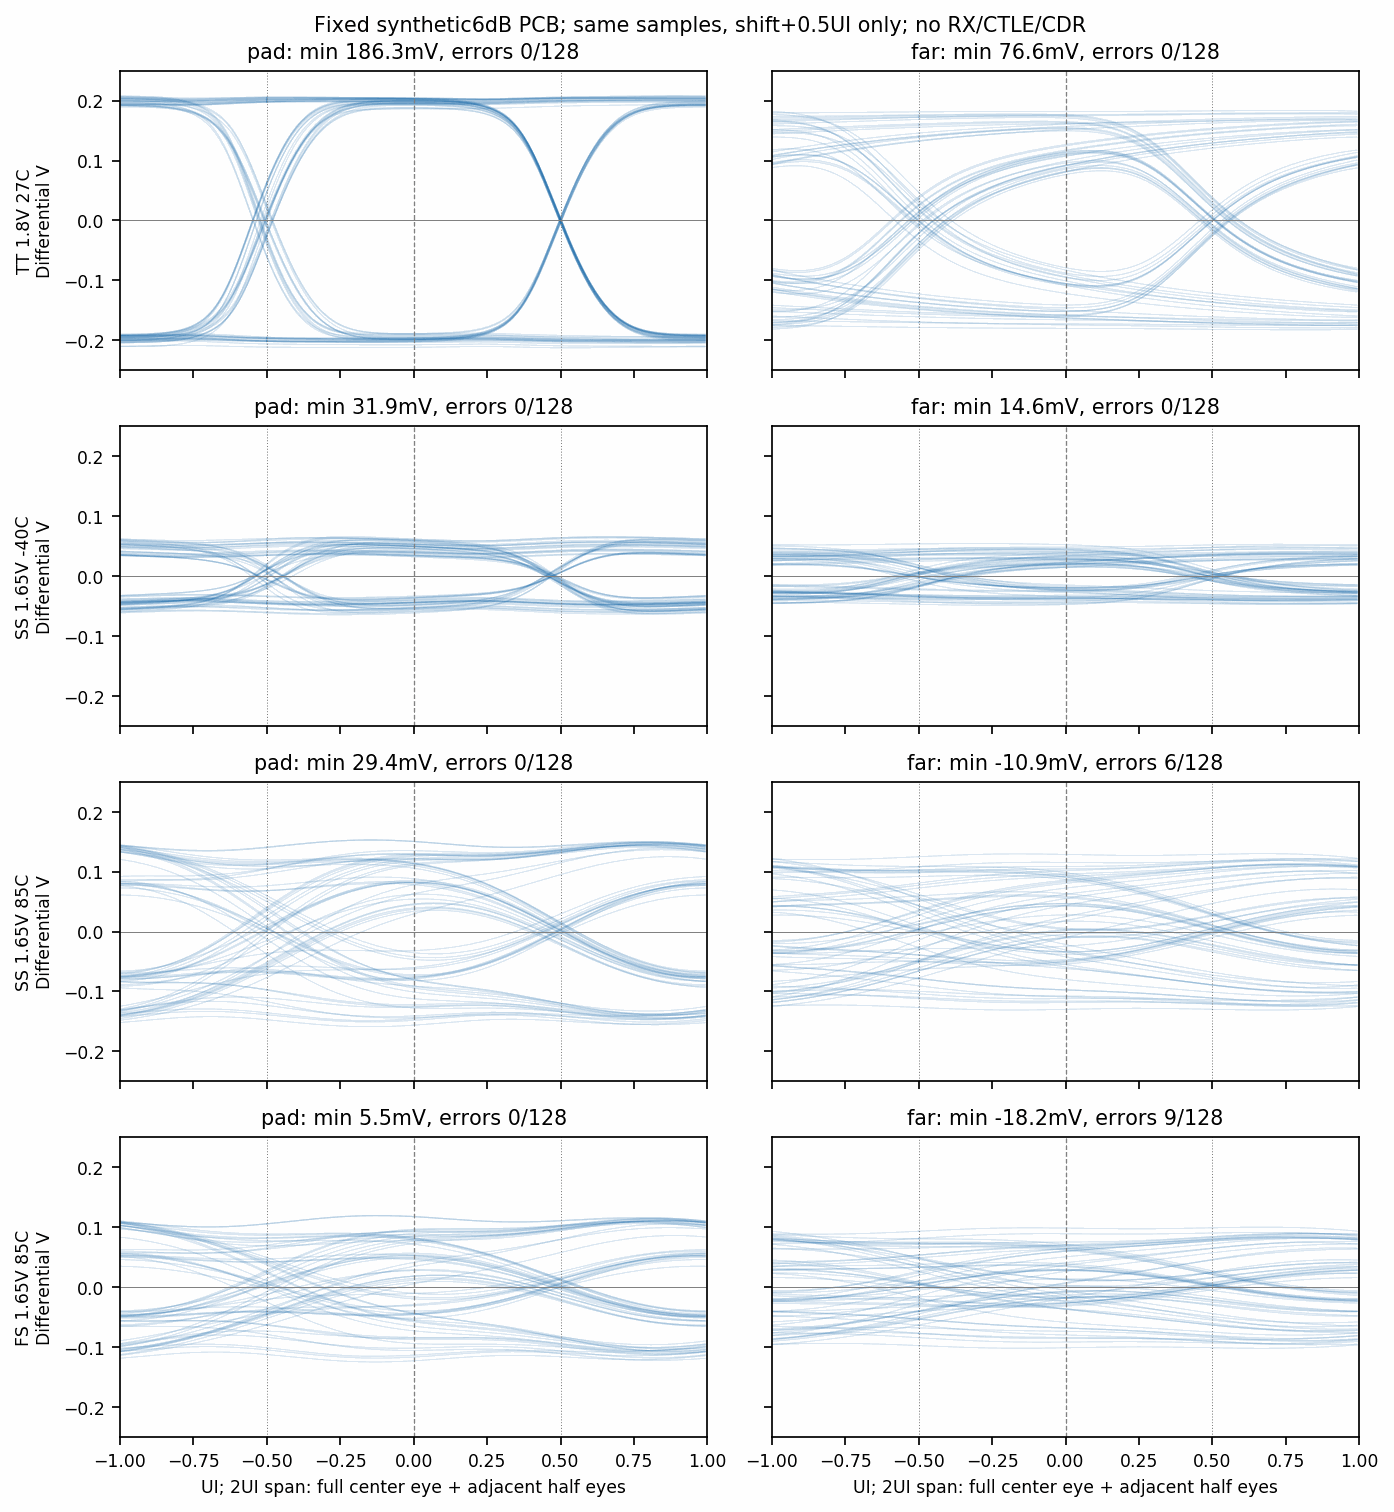 Fixed synthetic6dB PCB; same samples, shift+0.5UI only; no RX/CTLE/CDR
pad: min 186.3mV, errors 0/128
far: min 76.6mV, errors 0/128
TT 1.8V 27C
Differential V
0.2
0.1
0.0
−0.1
−0.2
pad: min 31.9mV, errors 0/128
far: min 14.6mV, errors 0/128
SS 1.65V -40C
Differential V
0.2
0.1
0.0
−0.1
−0.2
pad: min 29.4mV, errors 0/128
far: min -10.9mV, errors 6/128
SS 1.65V 85C
Differential V
0.2
0.1
0.0
−0.1
−0.2
pad: min 5.5mV, errors 0/128
far: min -18.2mV, errors 9/128
FS 1.65V 85C
Differential V
0.2
0.1
0.0
−0.1
−0.2
−1.00 −0.75 −0.50 −0.25 0.00 0.25 0.50 0.75 1.00
−1.00 −0.75 −0.50 −0.25 0.00 0.25 0.50 0.75 1.00
UI; 2UI span: full center eye + adjacent half eyes
UI; 2UI span: full center eye + adjacent half eyes